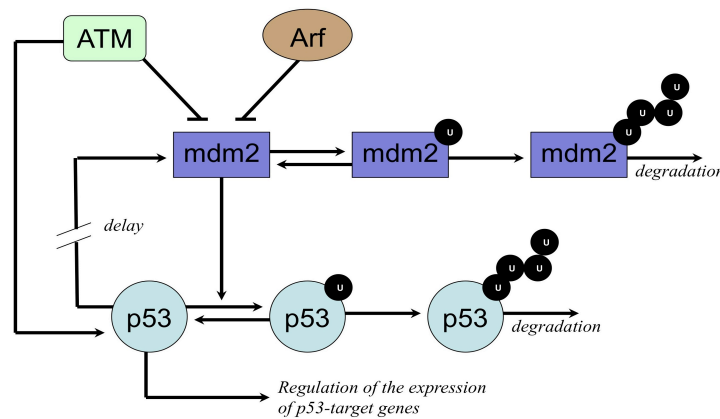 ATM
Arf
U
U
U
U
U
mdm2
mdm2
mdm2
degradation
delay
U
U
U
U
U
p53
p53
p53
degradation
Regulation of the expression
of p53-target genes